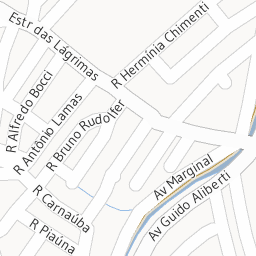 Estr das Lágrimas
R Hermínia Chimenti
R Alfredo Bocci
R Antônio Lamas
R Bruno Rudolfer
Av Marginal
Av Guido Aliberti
R Carnaúba
R Piaúna